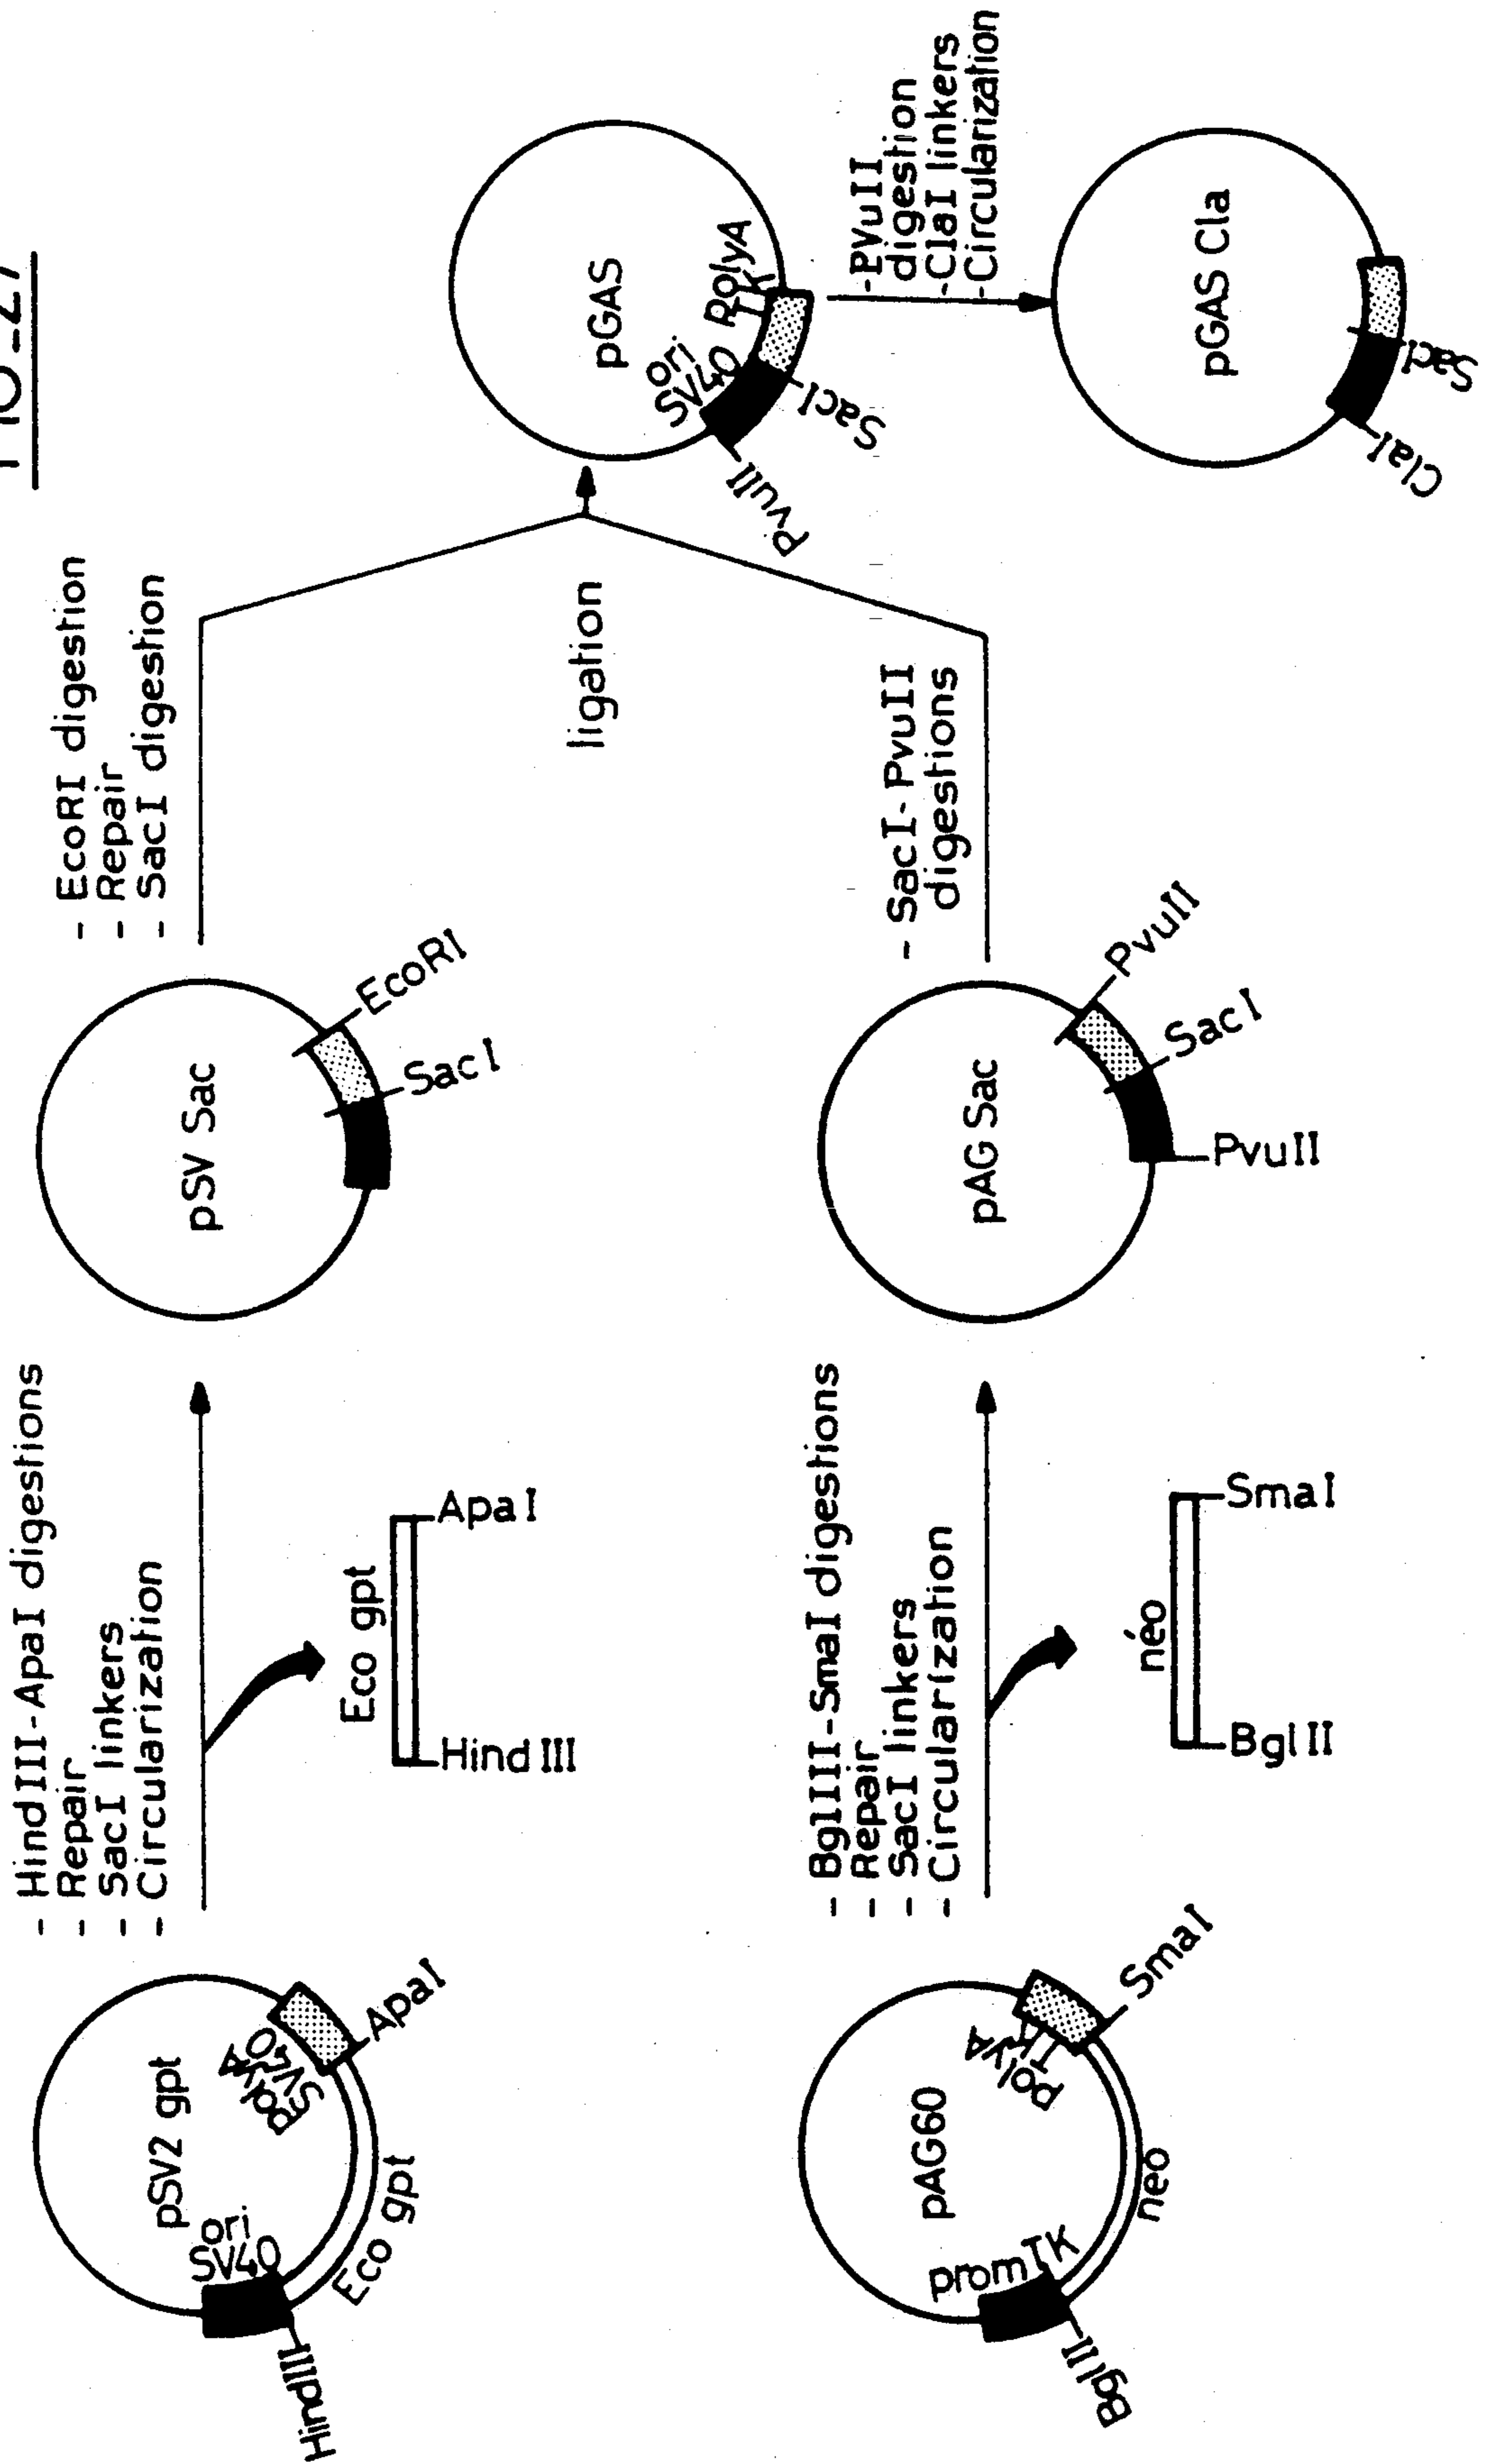 - HindIII-ApaI digestions
- Repair
- SacI linkers
- Circularization
pSV2 gpt
ori
SV40
polyA
SV40
HindIII
Eco gpt
ApaI
Eco gpt
HindIII
ApaI
pSV Sac
EcoRI
SacI
- EcoRI digestion
- Repair
- SacI digestion
- BglIII-SmaI digestions
- Repair
- SacI linkers
- Circularization
pAG60
promTK
polyA
TK
BglII
néo
SmaI
néo
BglII
SmaI
pAG Sac
PvuII
SacI
PvuII
- SacI-PvuII
digestions
ligation
pGAS
ori
SV40
PolyA
TK
PvuII
SacI
-PVuII
digestion
-ClaI linkers
-Circularization
pGAS Cla
ClaI
SacI